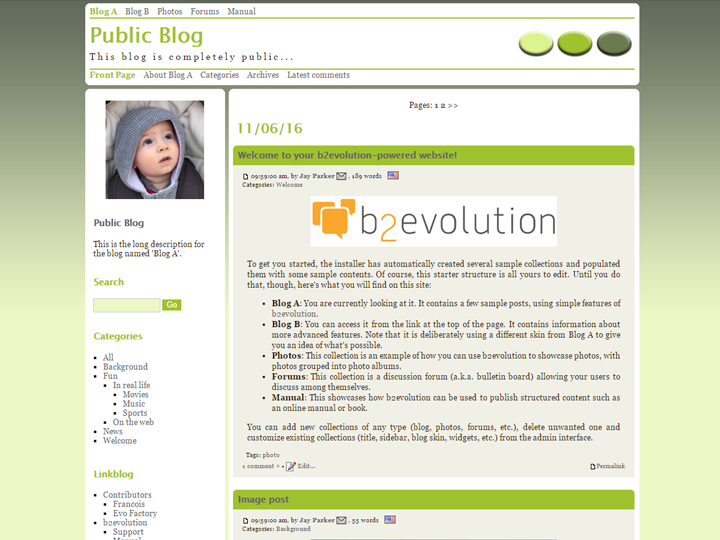 Blog A Blog B Photos Forums Manual
Public Blog
This blog is completely public...
Front Page About Blog A Categories Archives Latest comments
Public Blog
This is the long description for
the blog named 'Blog A'.
Search
Go
Categories
All
Background
Fun
In real life
Movies
Music
Sports
On the web
News
Welcome
Linkblog
Contributors
Francois
Evo Factory
b2evolution
Support
Pages: 1 2 >>
11/06/16
Welcome to your b2evolution-powered website!
09:59:00 am, by Jay Parker , 189 words
Categories: Welcome
b2evolution
To get you started, the installer has automatically created several sample collections and populated
them with some sample contents. Of course, this starter structure is all yours to edit. Until you do
that, though, here's what you will find on this site:
Blog A: You are currently looking at it. It contains a few sample posts, using simple features of
b2evolution.
Blog B: You can access it from the link at the top of the page. It contains information about
more advanced features. Note that it is deliberately using a different skin from Blog A to give
you an idea of what's possible.
Photos: This collection is an example of how you can use b2evolution to showcase photos, with
photos grouped into photo albums.
Forums: This collection is a discussion forum (a.k.a. bulletin board) allowing your users to
discuss among themselves.
Manual: This showcases how b2evolution can be used to publish structured content such as
an online manual or book.
You can add new collections of any type (blog, photos, forums, etc.), delete unwanted one and
customize existing collections (title, sidebar, blog skin, widgets, etc.) from the admin interface.
Tags: photo
1 comment » • Edit... Permalink
Image post
09:59:00 am, by Jay Parker , 55 words
Categories: Background